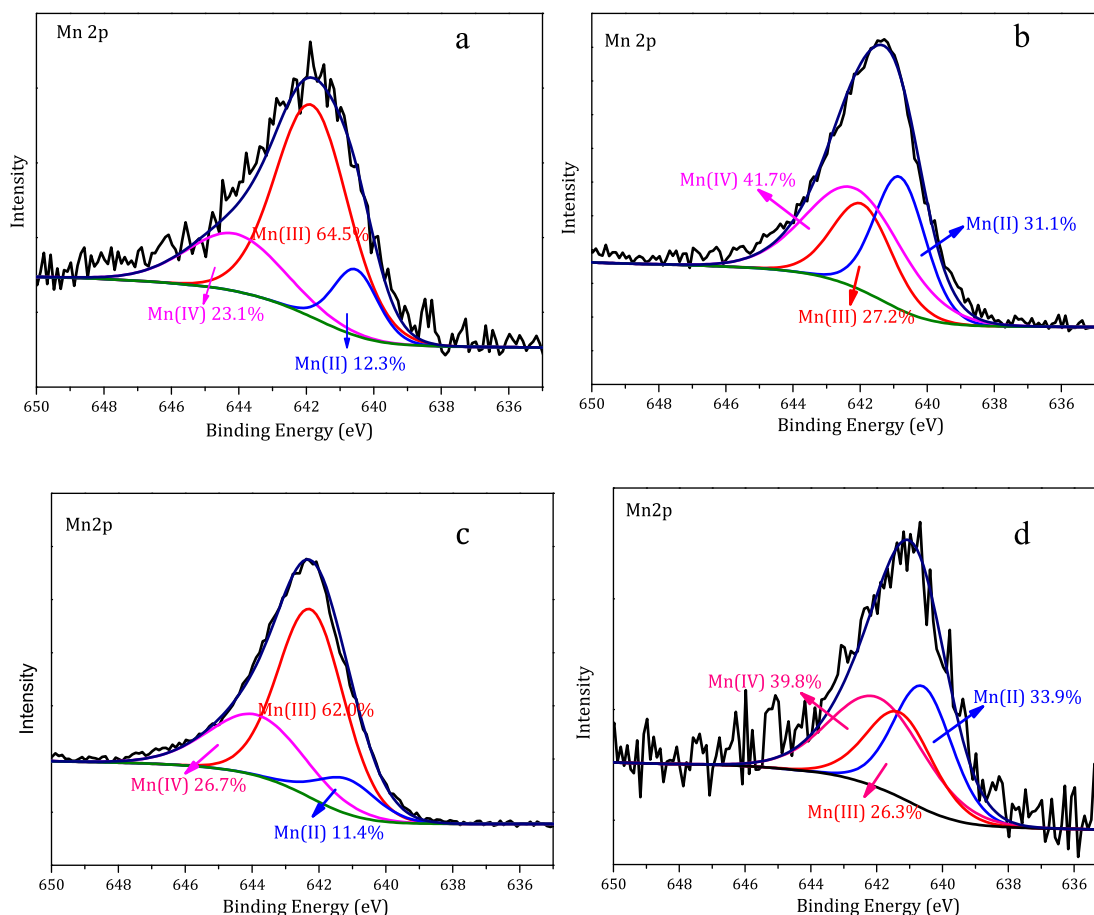 Mn 2p
a
Intensity
Mn(III) 64.5%
Mn(IV) 23.1%
Mn(II) 12.3%
650 648 646 644 642 640 638 636
Binding Energy (eV)
Mn 2p
b
Intensity
Mn(IV) 41.7%
Mn(II) 31.1%
Mn(III) 27.2%
650 648 646 644 642 640 638 636
Binding Energy (eV)
Mn2p
c
Intensity
Mn(III) 62.0%
Mn(IV) 26.7%
Mn(II) 11.4%
650 648 646 644 642 640 638 636
Binding Energy (eV)
Mn2p
d
Intensity
Mn(IV) 39.8%
Mn(II) 33.9%
Mn(III) 26.3%
650 648 646 644 642 640 638 636
Binding Energy (eV)